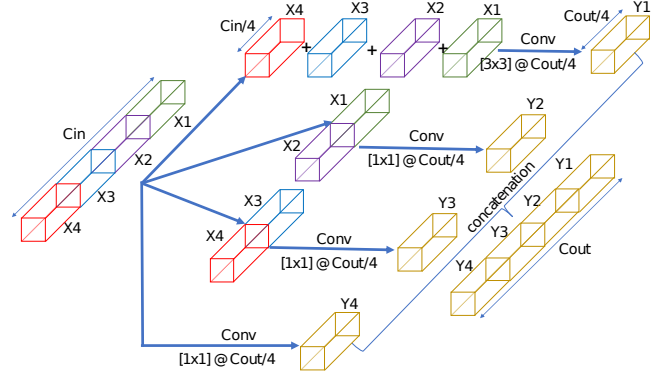 X4
X3
X2
X1
Y1
Cin/4
Cout/4
+
+
+
Conv
[3x3]@Cout/4
Cin
X1
X2
X3
X4
X1
X2
Conv
[1x1]@Cout/4
Y2
X3
X4
Conv
[1x1]@Cout/4
Y3
concatenation
Y1
Y2
Y3
Y4
Cout
Conv
[1x1]@Cout/4
Y4